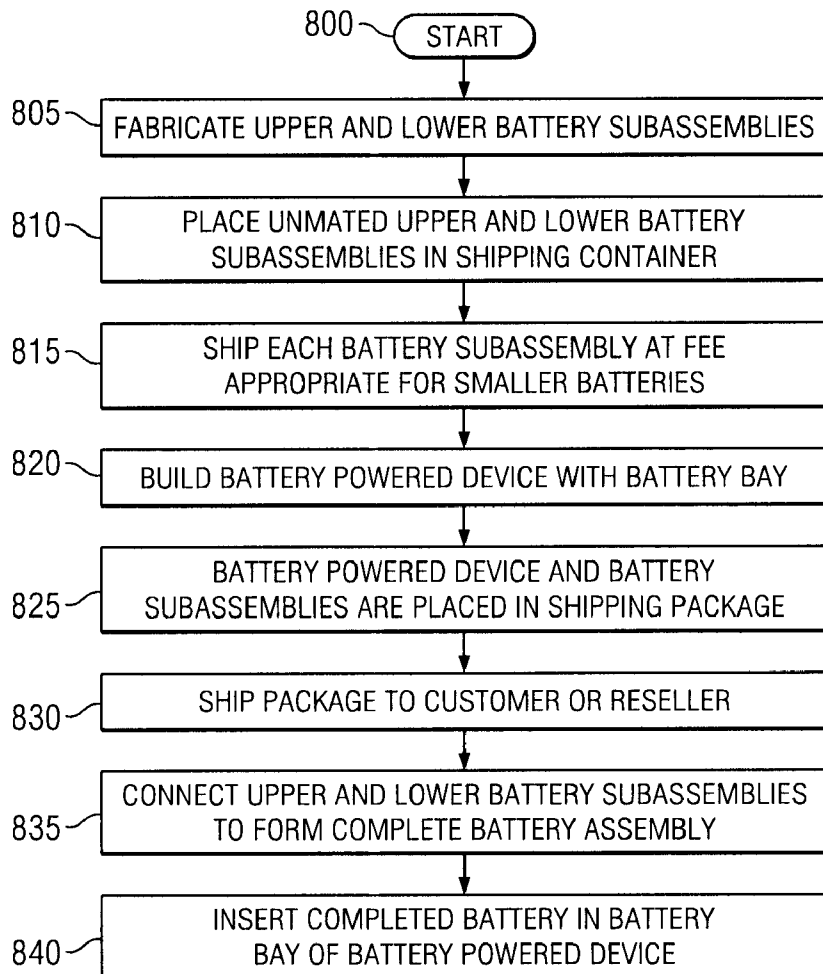 800
START
805
FABRICATE UPPER AND LOWER BATTERY SUBASSEMBLIES
810
PLACE UNMATED UPPER AND LOWER BATTERY
SUBASSEMBLIES IN SHIPPING CONTAINER
815
SHIP EACH BATTERY SUBASSEMBLY AT FEE
APPROPRIATE FOR SMALLER BATTERIES
820
BUILD BATTERY POWERED DEVICE WITH BATTERY BAY
825
BATTERY POWERED DEVICE AND BATTERY
SUBASSEMBLIES ARE PLACED IN SHIPPING PACKAGE
830
SHIP PACKAGE TO CUSTOMER OR RESELLER
835
CONNECT UPPER AND LOWER BATTERY SUBASSEMBLIES
TO FORM COMPLETE BATTERY ASSEMBLY
840
INSERT COMPLETED BATTERY IN BATTERY
BAY OF BATTERY POWERED DEVICE